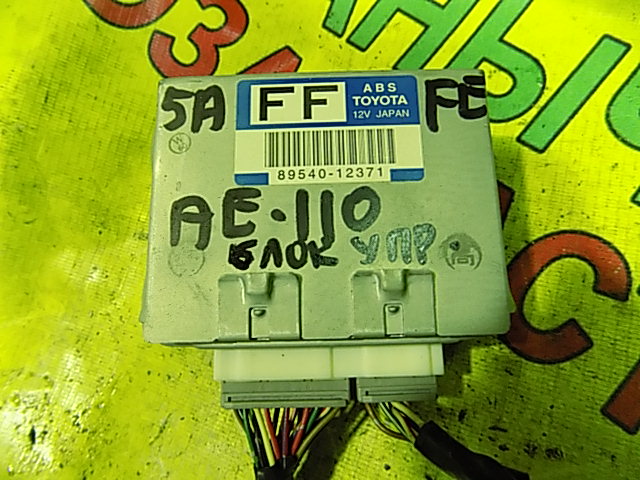 5A FF ABS FE
TOYOTA
12V JAPAN
89540-12371
AE-110
БЛОК УПР